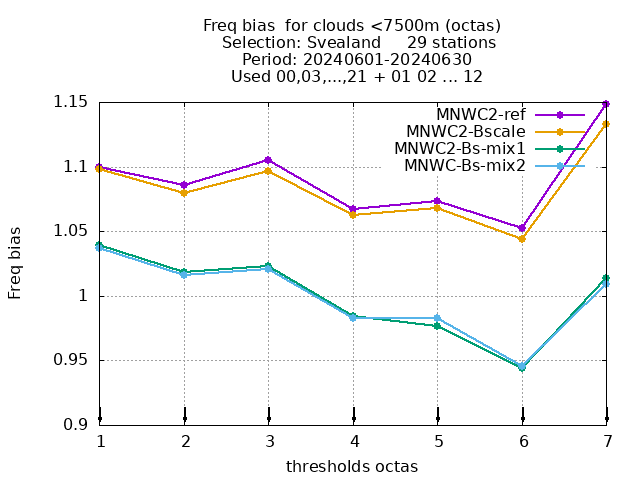 Freq bias  for clouds <7500m (octas)
Selection: Svealand     29 stations
Period: 20240601-20240630
Used 00,03,...,21 + 01 02 ... 12
1.15
1.1
1.05
1
0.95
0.9
Freq bias
MNWC2-ref
MNWC2-Bscale
MNWC2-Bs-mix1
MNWC-Bs-mix2
1 2 3 4 5 6 7
thresholds octas